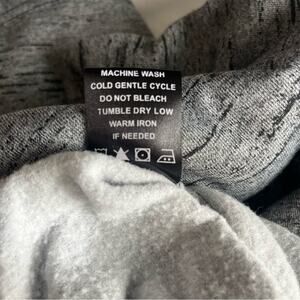 MACHINE WASH
COLD GENTLE CYCLE
DO NOT BLEACH
TUMBLE DRY LOW
WARM IRON
IF NEEDED